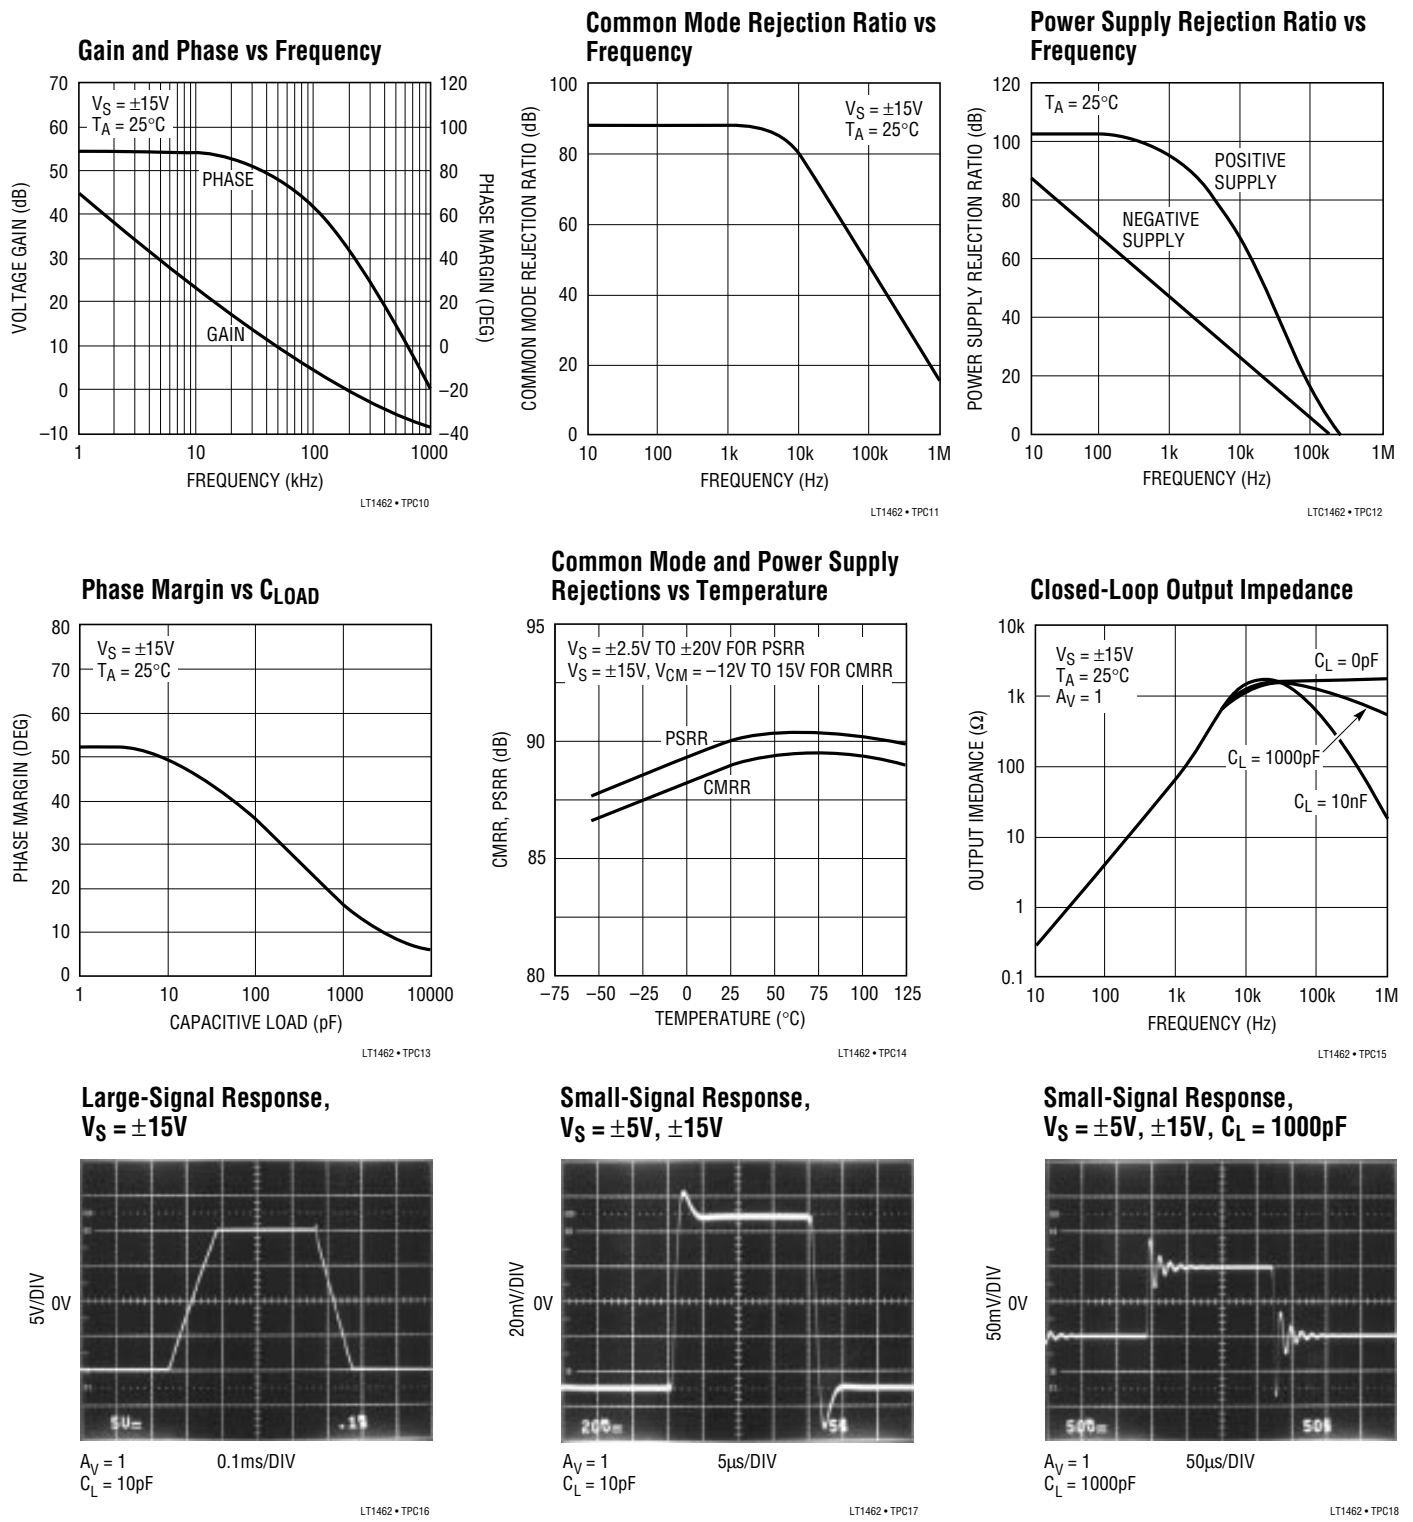 Gain and Phase vs Frequency
70
60
50
40
30
20
10
0
–10
VOLTAGE GAIN (dB)
VS = ±15V
TA = 25°C
PHASE
GAIN
120
100
80
60
40
20
0
–20
–40
PHASE MARGIN (DEG)
1 10 100 1000
FREQUENCY (kHz)
LT1462 • TPC10
Common Mode Rejection Ratio vs
Frequency
100
80
60
40
20
0
COMMON MODE REJECTION RATIO (dB)
VS = ±15V
TA = 25°C
10 100 1k 10k 100k 1M
FREQUENCY (Hz)
LT1462 • TPC11
Power Supply Rejection Ratio vs
Frequency
120
100
80
60
40
20
0
POWER SUPPLY REJECTION RATIO (dB)
TA = 25°C
POSITIVE
SUPPLY
NEGATIVE
SUPPLY
10 100 1k 10k 100k 1M
FREQUENCY (Hz)
LTC1462 • TPC12
Phase Margin vs CLOAD
80
70
60
50
40
30
20
10
0
PHASE MARGIN (DEG)
VS = ±15V
TA = 25°C
1 10 100 1000 10000
CAPACITIVE LOAD (pF)
LT1462 • TPC13
Common Mode and Power Supply
Rejections vs Temperature
95
90
85
80
CMRR, PSRR (dB)
VS = ±2.5V TO ±20V FOR PSRR
VS = ±15V, VCM = –12V TO 15V FOR CMRR
PSRR
CMRR
–75 –50 –25 0 25 50 75 100 125
TEMPERATURE (°C)
LT1462 • TPC14
Closed-Loop Output Impedance
10k
1k
100
10
1
0.1
OUTPUT IMEDANCE (Ω)
VS = ±15V
TA = 25°C
AV = 1
CL = 0pF
CL = 1000pF
CL = 10nF
10 100 1k 10k 100k 1M
FREQUENCY (Hz)
LT1462 • TPC15
Large-Signal Response,
VS = ±15V
5V/DIV
0V
5V=
AV = 1 0.1ms/DIV
CL = 10pF
LT1462 • TPC16
Small-Signal Response,
VS = ±5V, ±15V
20mV/DIV
0V
AV = 1 5µs/DIV
CL = 10pF
LT1462 • TPC17
Small-Signal Response,
VS = ±5V, ±15V, CL = 1000pF
50mV/DIV
0V
AV = 1 50µs/DIV
CL = 1000pF
LT1462 • TPC18